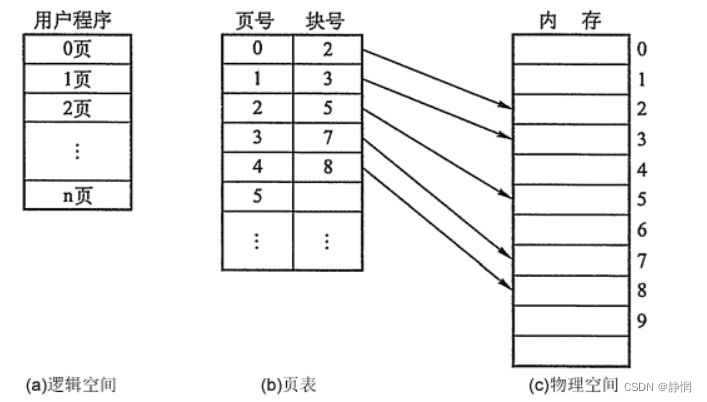 用户程序
0页
1页
2页
⋮
n页
(a)逻辑空间
页号 块号
0 2
1 3
2 5
3 7
4 8
5
⋮ ⋮
(b)页表
内 存
0
1
2
3
4
5
6
7
8
9
(c)物理空间
CSDN @静惘